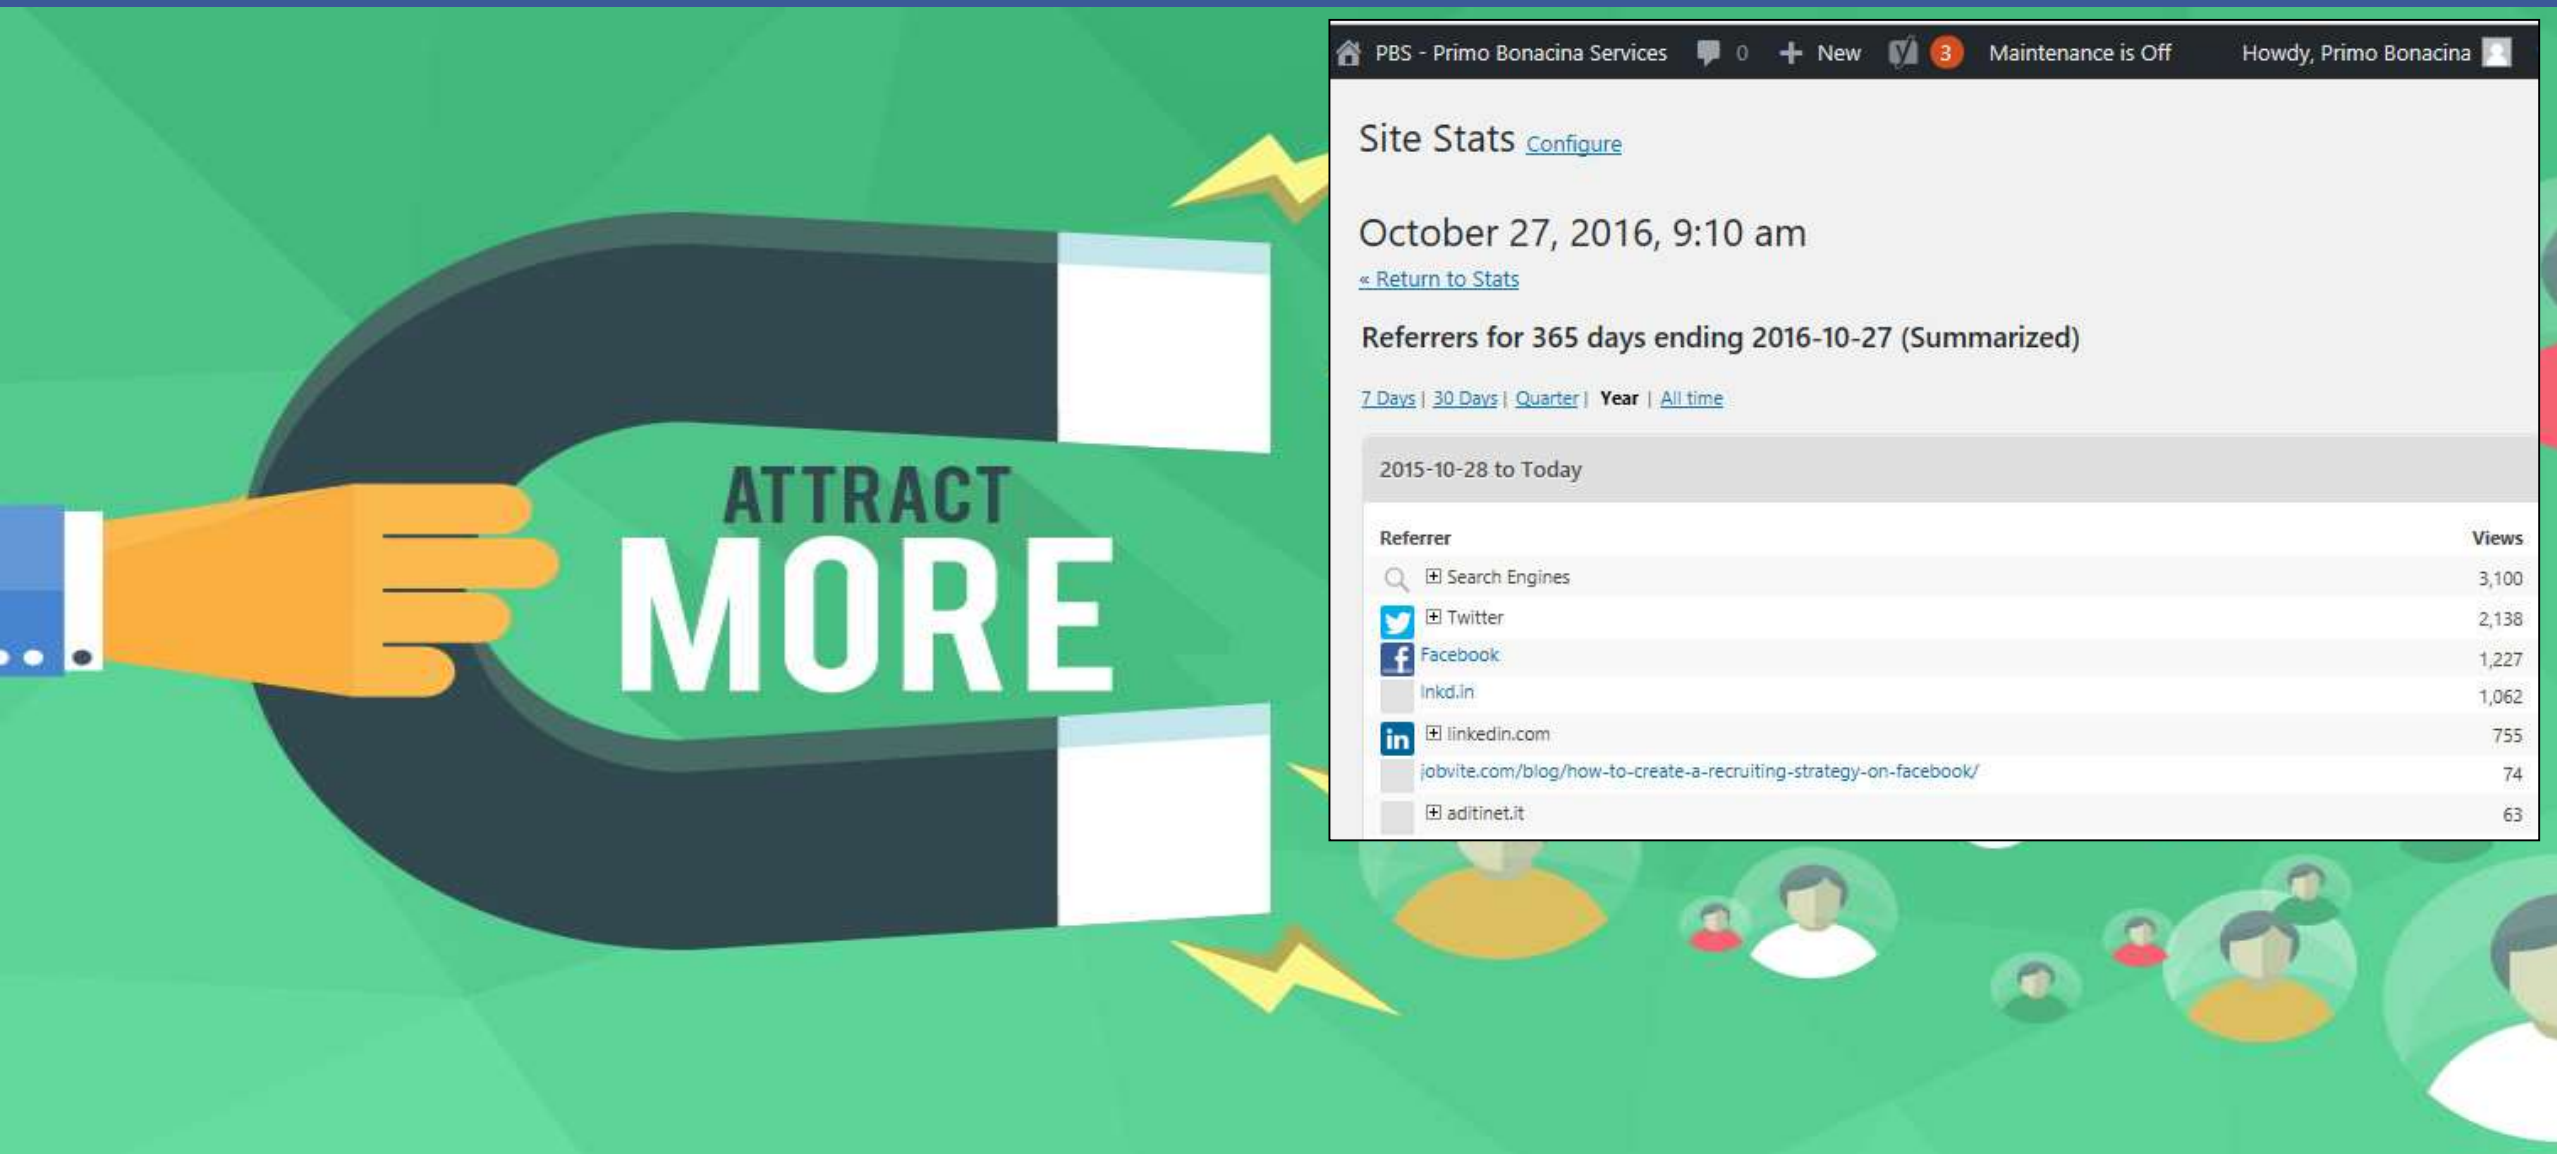 ATTRACT
MORE
PBS - Primo Bonacina Services 0 + New 3 Maintenance is Off Howdy, Primo Bonacina
Site Stats Configure
October 27, 2016, 9:10 am
« Return to Stats
Referrers for 365 days ending 2016-10-27 (Summarized)
7 Days | 30 Days | Quarter | Year | All time
2015-10-28 to Today
Referrer Views
Search Engines 3,100
Twitter 2,138
Facebook 1,227
lnkd.in 1,062
linkedin.com 755
jobvite.com/blog/how-to-create-a-recruiting-strategy-on-facebook/ 74
aditinet.it 63